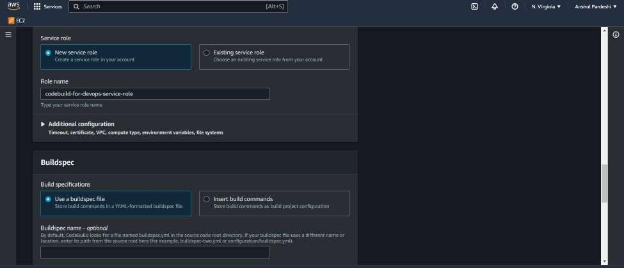 aws
Services
Search
[Alt+S]
N. Virginia
Anshul Pardeshi
EC2
Service role
New service role
Create a service role in your account
Existing service role
Choose an existing service role from your account
Role name
codebuild-for-devops-service-role
Type your service role name
Additional configuration
Timeout, certificate, VPC, compute type, environment variables, file systems
Buildspec
Build specifications
Use a buildspec file
Store build commands in a YAML-formatted buildspec file
Insert build commands
Store build commands as build project configuration
Buildspec name - optional
By default, CodeBuild looks for a file named buildspec.yml in the source code root directory. If your buildspec file uses a different name or
location, enter its path from the source root here (for example, buildspec-two.yml or configuration/buildspec.yml).